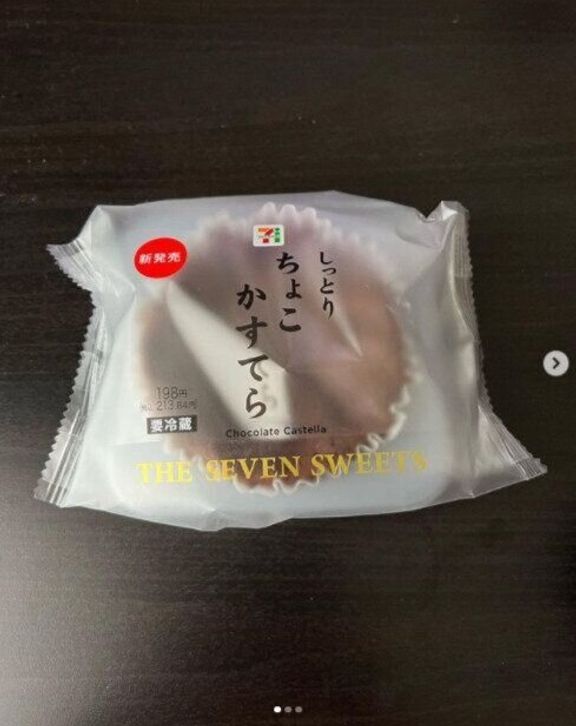 新発売
しっとり
ちょこ
かすてら
198円
213.84円
要冷蔵
Chocolate Castella
THE SEVEN SWEETS